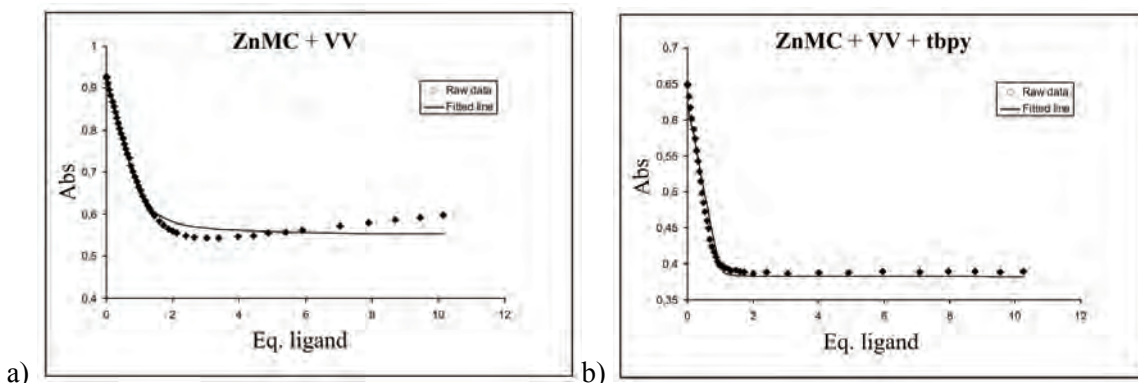 ZnMC + VV
1
0,9
0,8
0,7
0,6
0,5
0,4
Abs
Raw data
Fitted line
0 2 4 6 8 10 12
Eq. ligand
a)
ZnMC + VV + tbpy
0,7
0,65
0,6
0,55
0,5
0,45
0,4
0,35
Abs
Raw data
Fitted line
0 2 4 6 8 10 12
Eq. ligand
b)